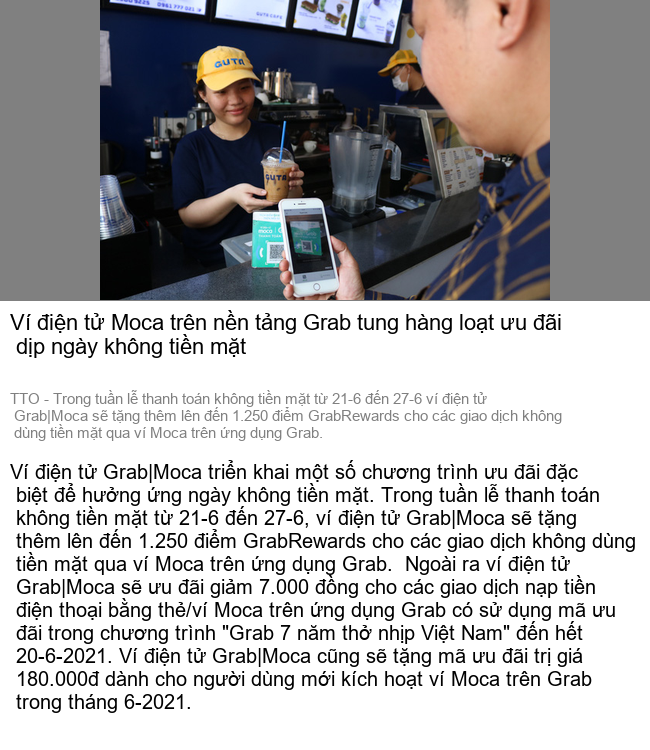 GUTA CAFE
GUTA
GUTA
moca
Ví điện tử Moca trên nền tảng Grab tung hàng loạt ưu đãi
dịp ngày không tiền mặt
TTO - Trong tuần lễ thanh toán không tiền mặt từ 21-6 đến 27-6 ví điện tử
Grab|Moca sẽ tặng thêm lên đến 1.250 điểm GrabRewards cho các giao dịch không
dùng tiền mặt qua ví Moca trên ứng dụng Grab.
Ví điện tử Grab|Moca triển khai một số chương trình ưu đãi đặc
biệt để hưởng ứng ngày không tiền mặt. Trong tuần lễ thanh toán
không tiền mặt từ 21-6 đến 27-6, ví điện tử Grab|Moca sẽ tặng
thêm lên đến 1.250 điểm GrabRewards cho các giao dịch không dùng
tiền mặt qua ví Moca trên ứng dụng Grab.  Ngoài ra ví điện tử
Grab|Moca sẽ ưu đãi giảm 7.000 đồng cho các giao dịch nạp tiền
điện thoại bằng thẻ/ví Moca trên ứng dụng Grab có sử dụng mã ưu
đãi trong chương trình "Grab 7 năm thở nhịp Việt Nam" đến hết
20-6-2021. Ví điện tử Grab|Moca cũng sẽ tặng mã ưu đãi trị giá
180.000đ dành cho người dùng mới kích hoạt ví Moca trên Grab
trong tháng 6-2021.